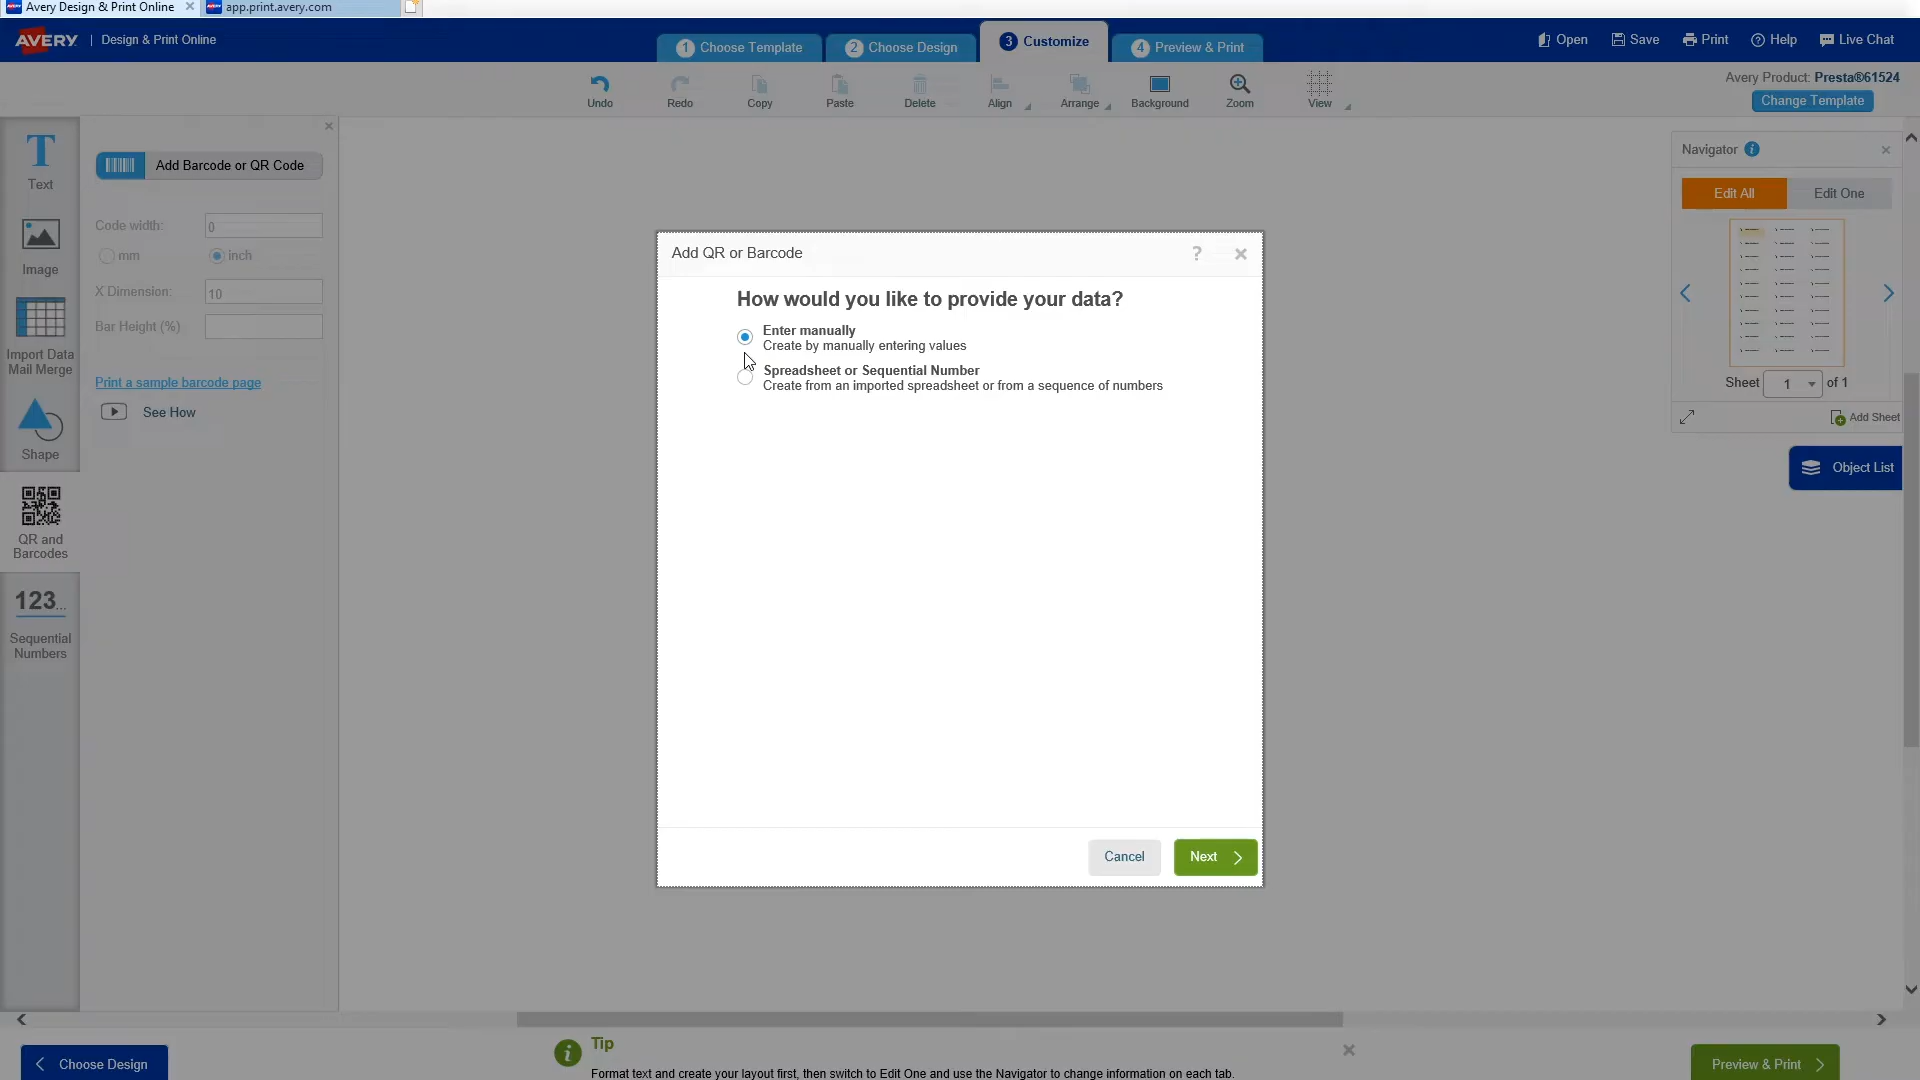 Avery Design & Print Online
app.print.avery.com
AVERY | Design & Print Online
1 Choose Template
2 Choose Design
3 Customize
4 Preview & Print
Open
Save
Print
Help
Live Chat
Undo
Redo
Copy
Paste
Delete
Align
Arrange
Background
Zoom
View
Avery Product: Presta®61524
Change Template
Text
Image
Import Data
Mail Merge
Shape
QR and
Barcodes
123...
Sequential
Numbers
Add Barcode or QR Code
Code width:
0
mm
inch
X Dimension:
10
Bar Height (%)
Print a sample barcode page
See How
Add QR or Barcode
?
How would you like to provide your data?
Enter manually
Create by manually entering values
Spreadsheet or Sequential Number
Create from an imported spreadsheet or from a sequence of numbers
Cancel
Next
Navigator
Edit All
Edit One
Sheet 1 of 1
Add Sheet
Object List
Choose Design
Tip
Format text and create your layout first, then switch to Edit One and use the Navigator to change information on each tab.
Preview & Print